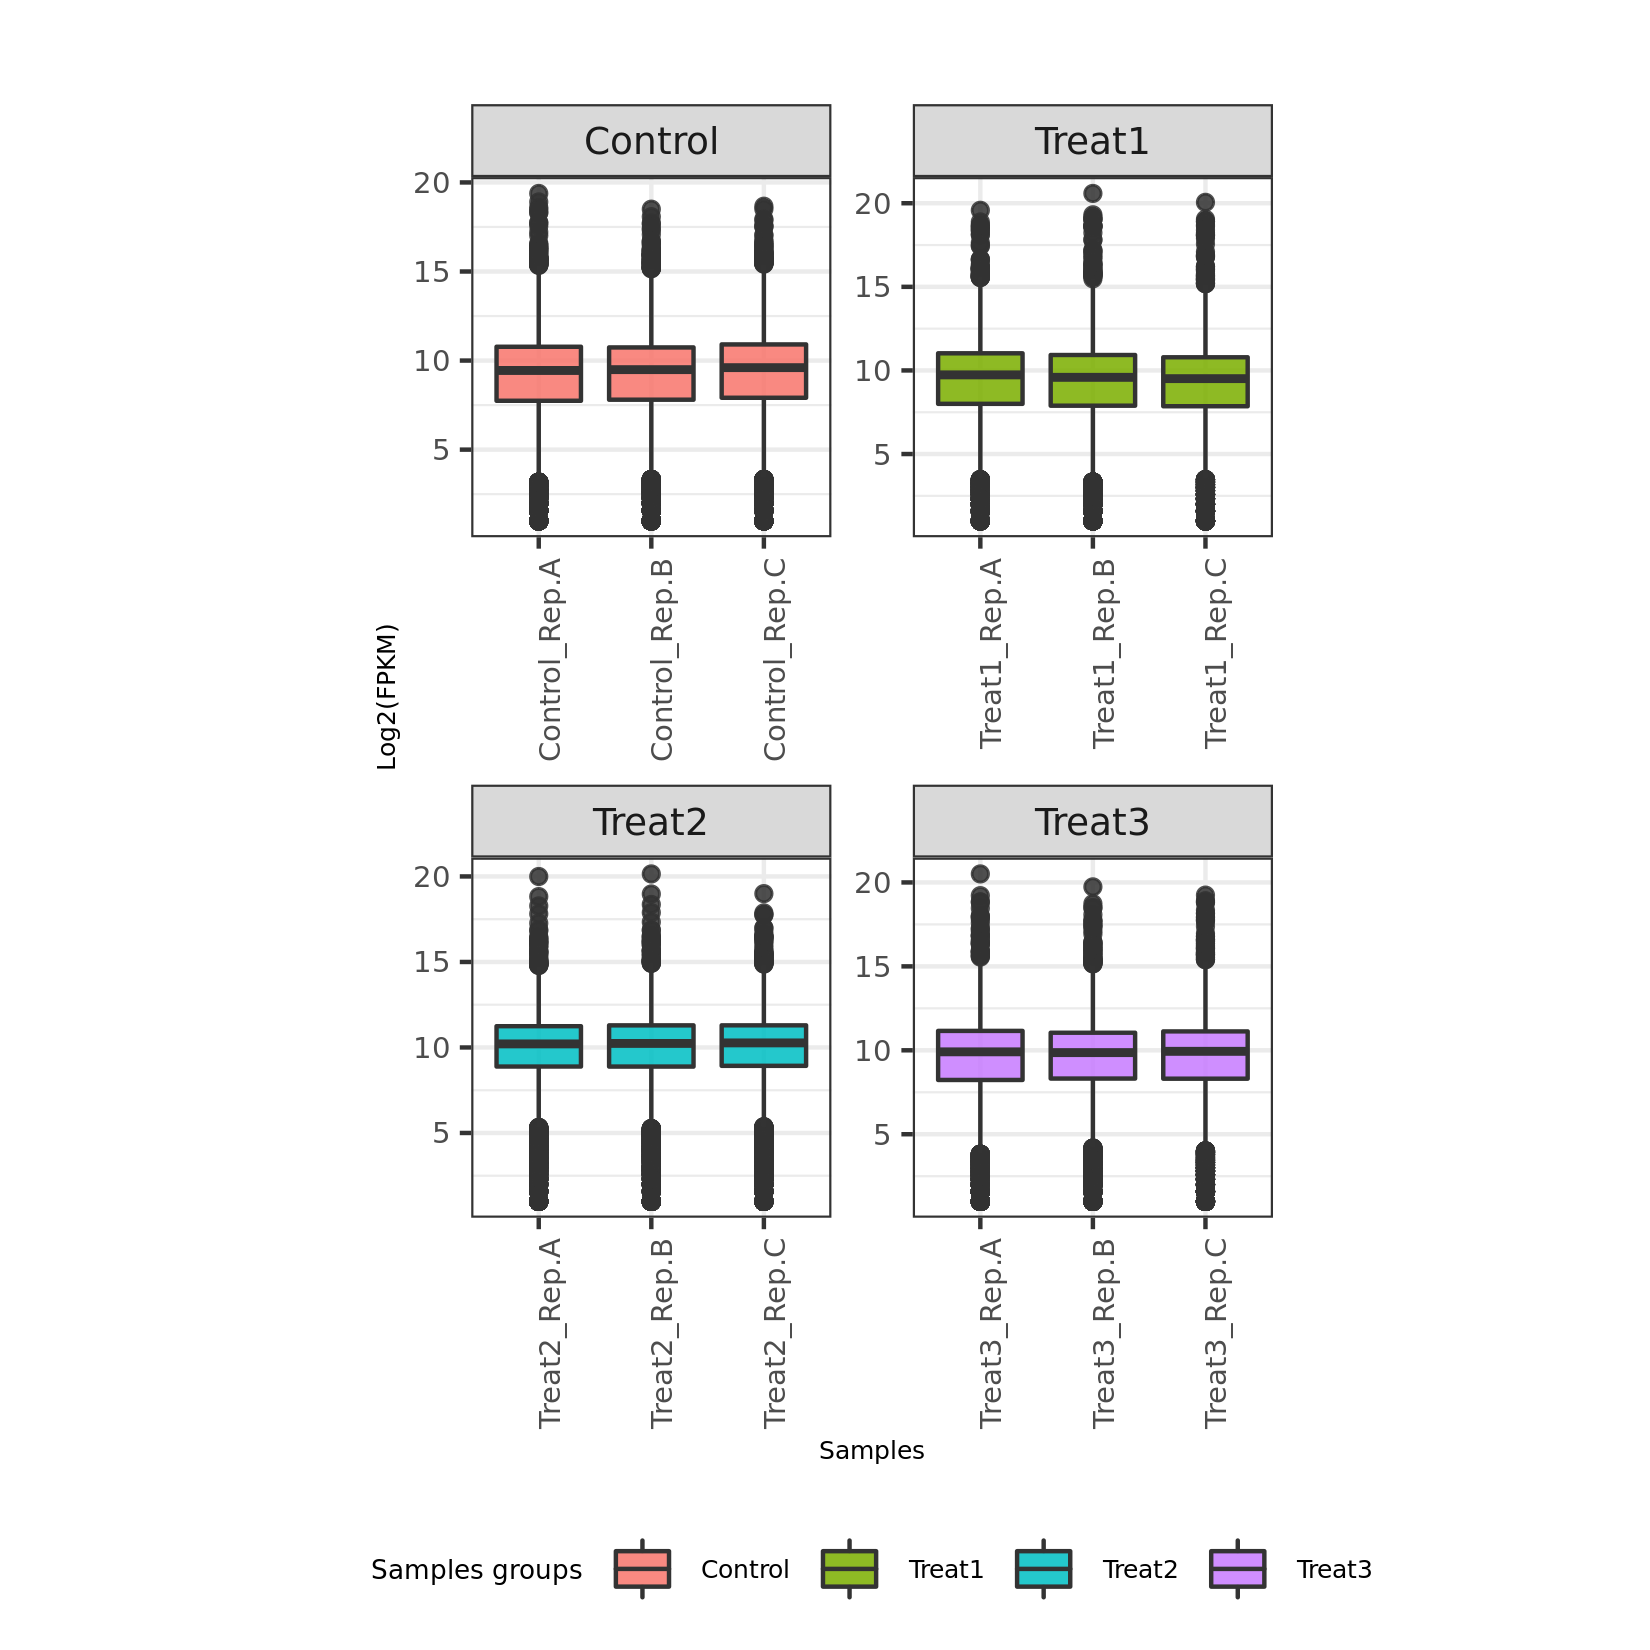 Control
Treat1
20
15
10
5
20
15
10
5
Control_Rep.A
Control_Rep.B
Control_Rep.C
Treat1_Rep.A
Treat1_Rep.B
Treat1_Rep.C
Log2(FPKM)
Treat2
Treat3
20
15
10
5
20
15
10
5
Treat2_Rep.A
Treat2_Rep.B
Treat2_Rep.C
Treat3_Rep.A
Treat3_Rep.B
Treat3_Rep.C
Samples
Samples groups Control Treat1 Treat2 Treat3